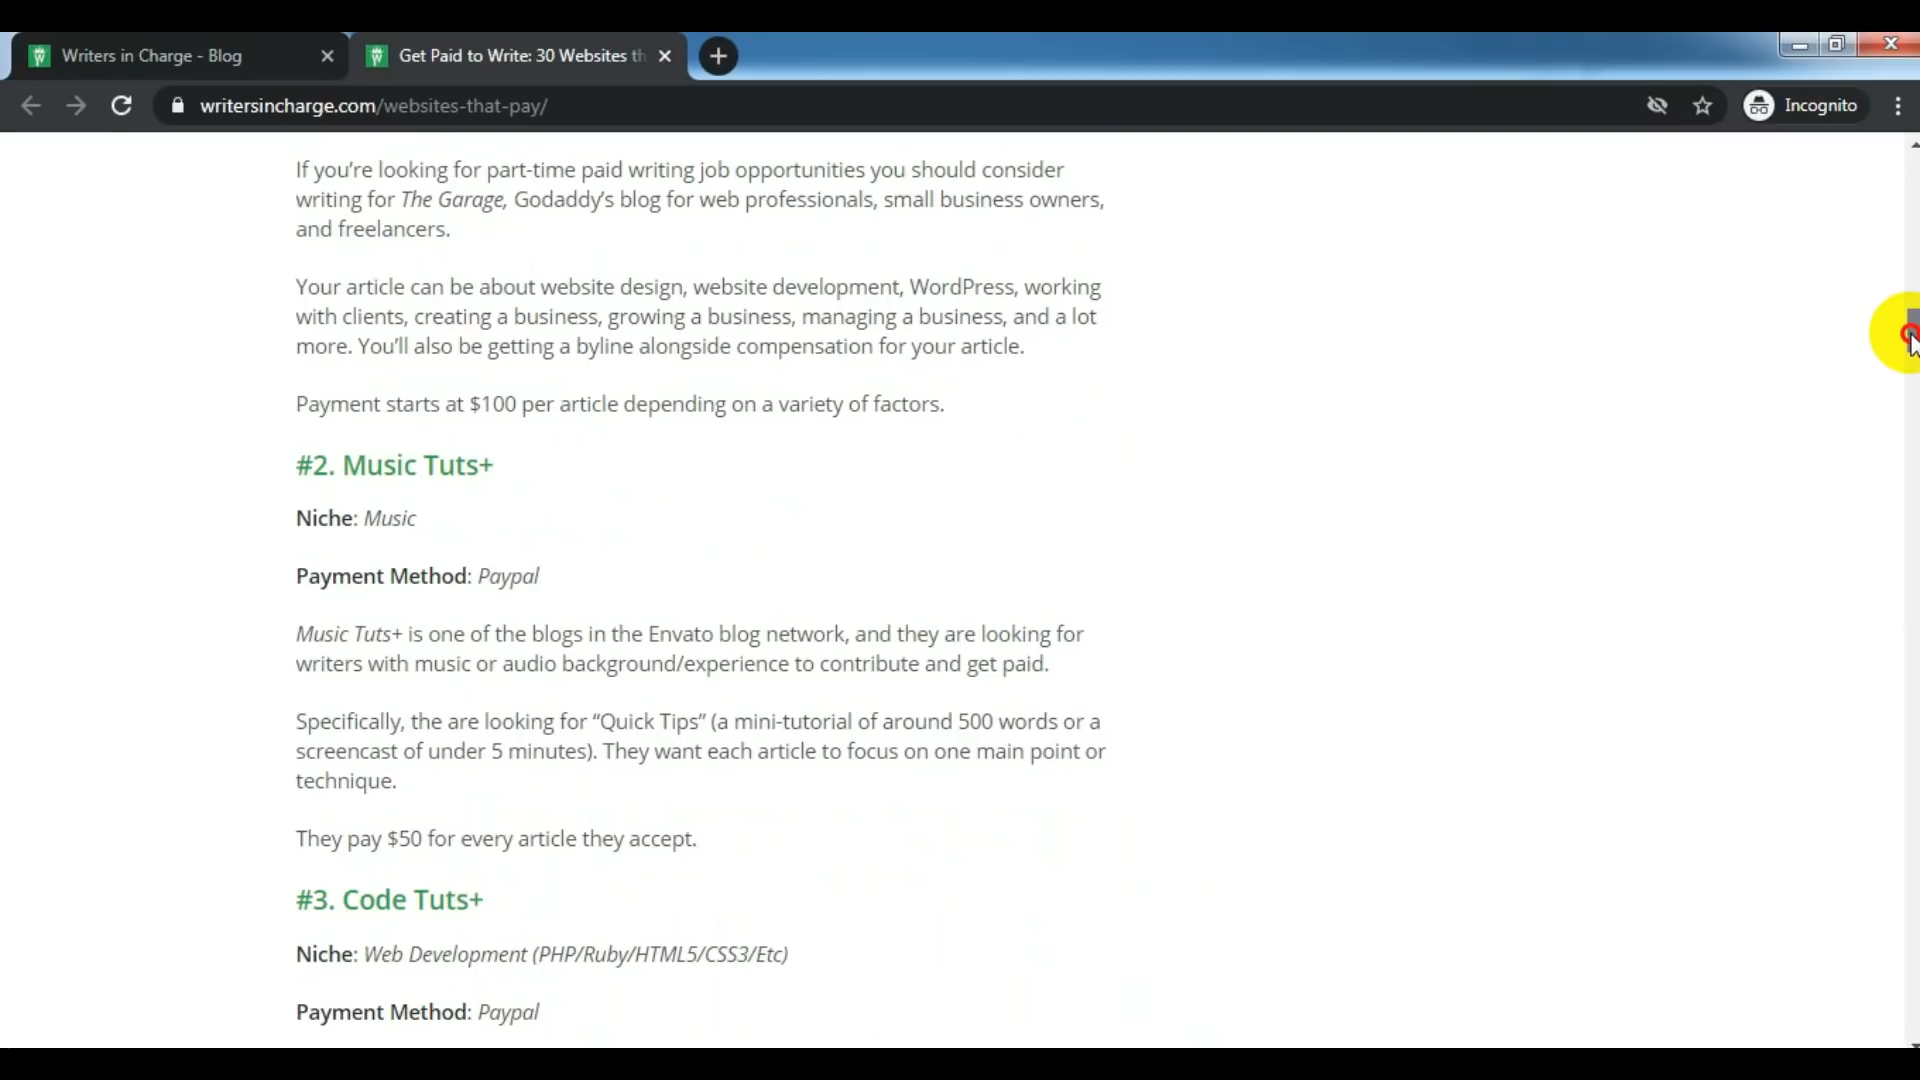 Writers in Charge - Blog
Get Paid to Write: 30 Websites th
writersincharge.com/websites-that-pay/
Incognito
If you’re looking for part-time paid writing job opportunities you should consider
writing for The Garage, Godaddy’s blog for web professionals, small business owners,
and freelancers.
Your article can be about website design, website development, WordPress, working
with clients, creating a business, growing a business, managing a business, and a lot
more. You’ll also be getting a byline alongside compensation for your article.
Payment starts at $100 per article depending on a variety of factors.
#2. Music Tuts+
Niche: Music
Payment Method: Paypal
Music Tuts+ is one of the blogs in the Envato blog network, and they are looking for
writers with music or audio background/experience to contribute and get paid.
Specifically, the are looking for “Quick Tips” (a mini-tutorial of around 500 words or a
screencast of under 5 minutes). They want each article to focus on one main point or
technique.
They pay $50 for every article they accept.
#3. Code Tuts+
Niche: Web Development (PHP/Ruby/HTML5/CSS3/Etc)
Payment Method: Paypal